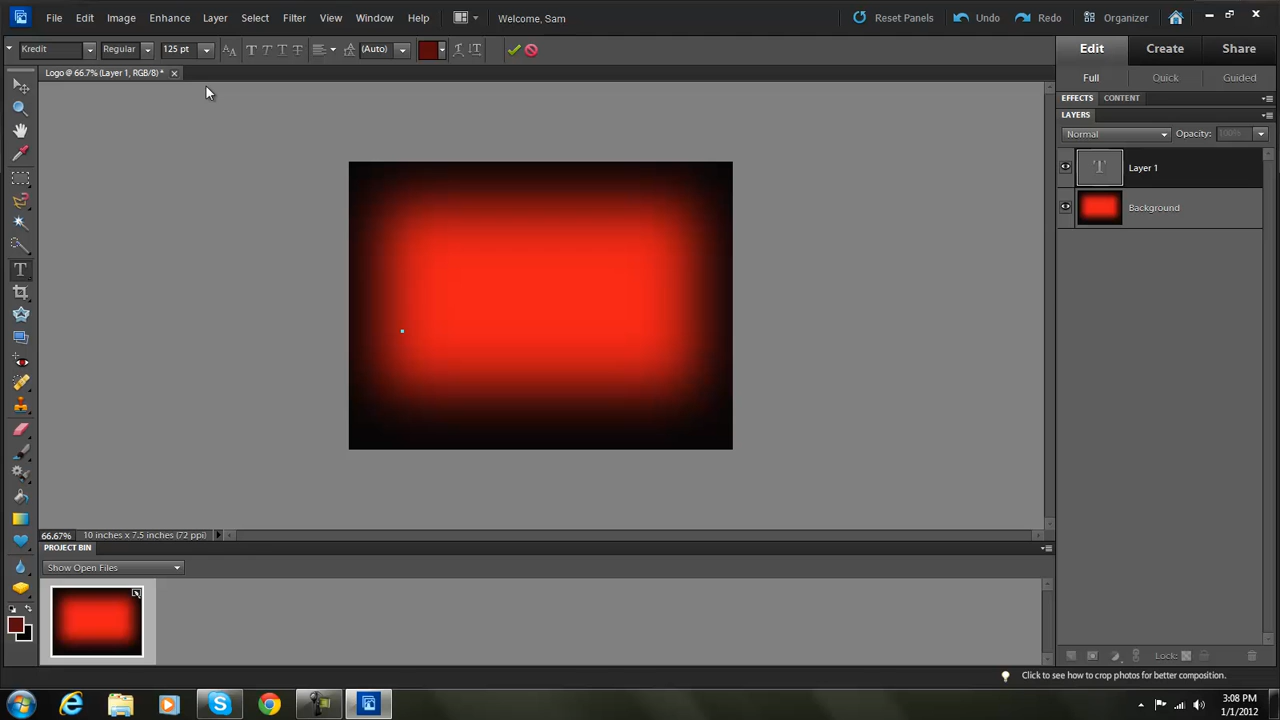 File Edit Image Enhance Layer Select Filter View Window Help Welcome, Sam Reset Panels Undo Redo Organizer
Kredit Regular 125 pt (Auto)
Edit Create Share
Logo @ 66.7% (Layer 1, RGB/8) *
Full Quick Guided
EFFECTS CONTENT
LAYERS
Normal Opacity: 100%
T Layer 1
Background
66.67% 10 inches x 7.5 inches (72 ppi)
PROJECT BIN
Show Open Files
Lock:
Click to see how to crop photos for better composition.
3:08 PM
1/1/2012